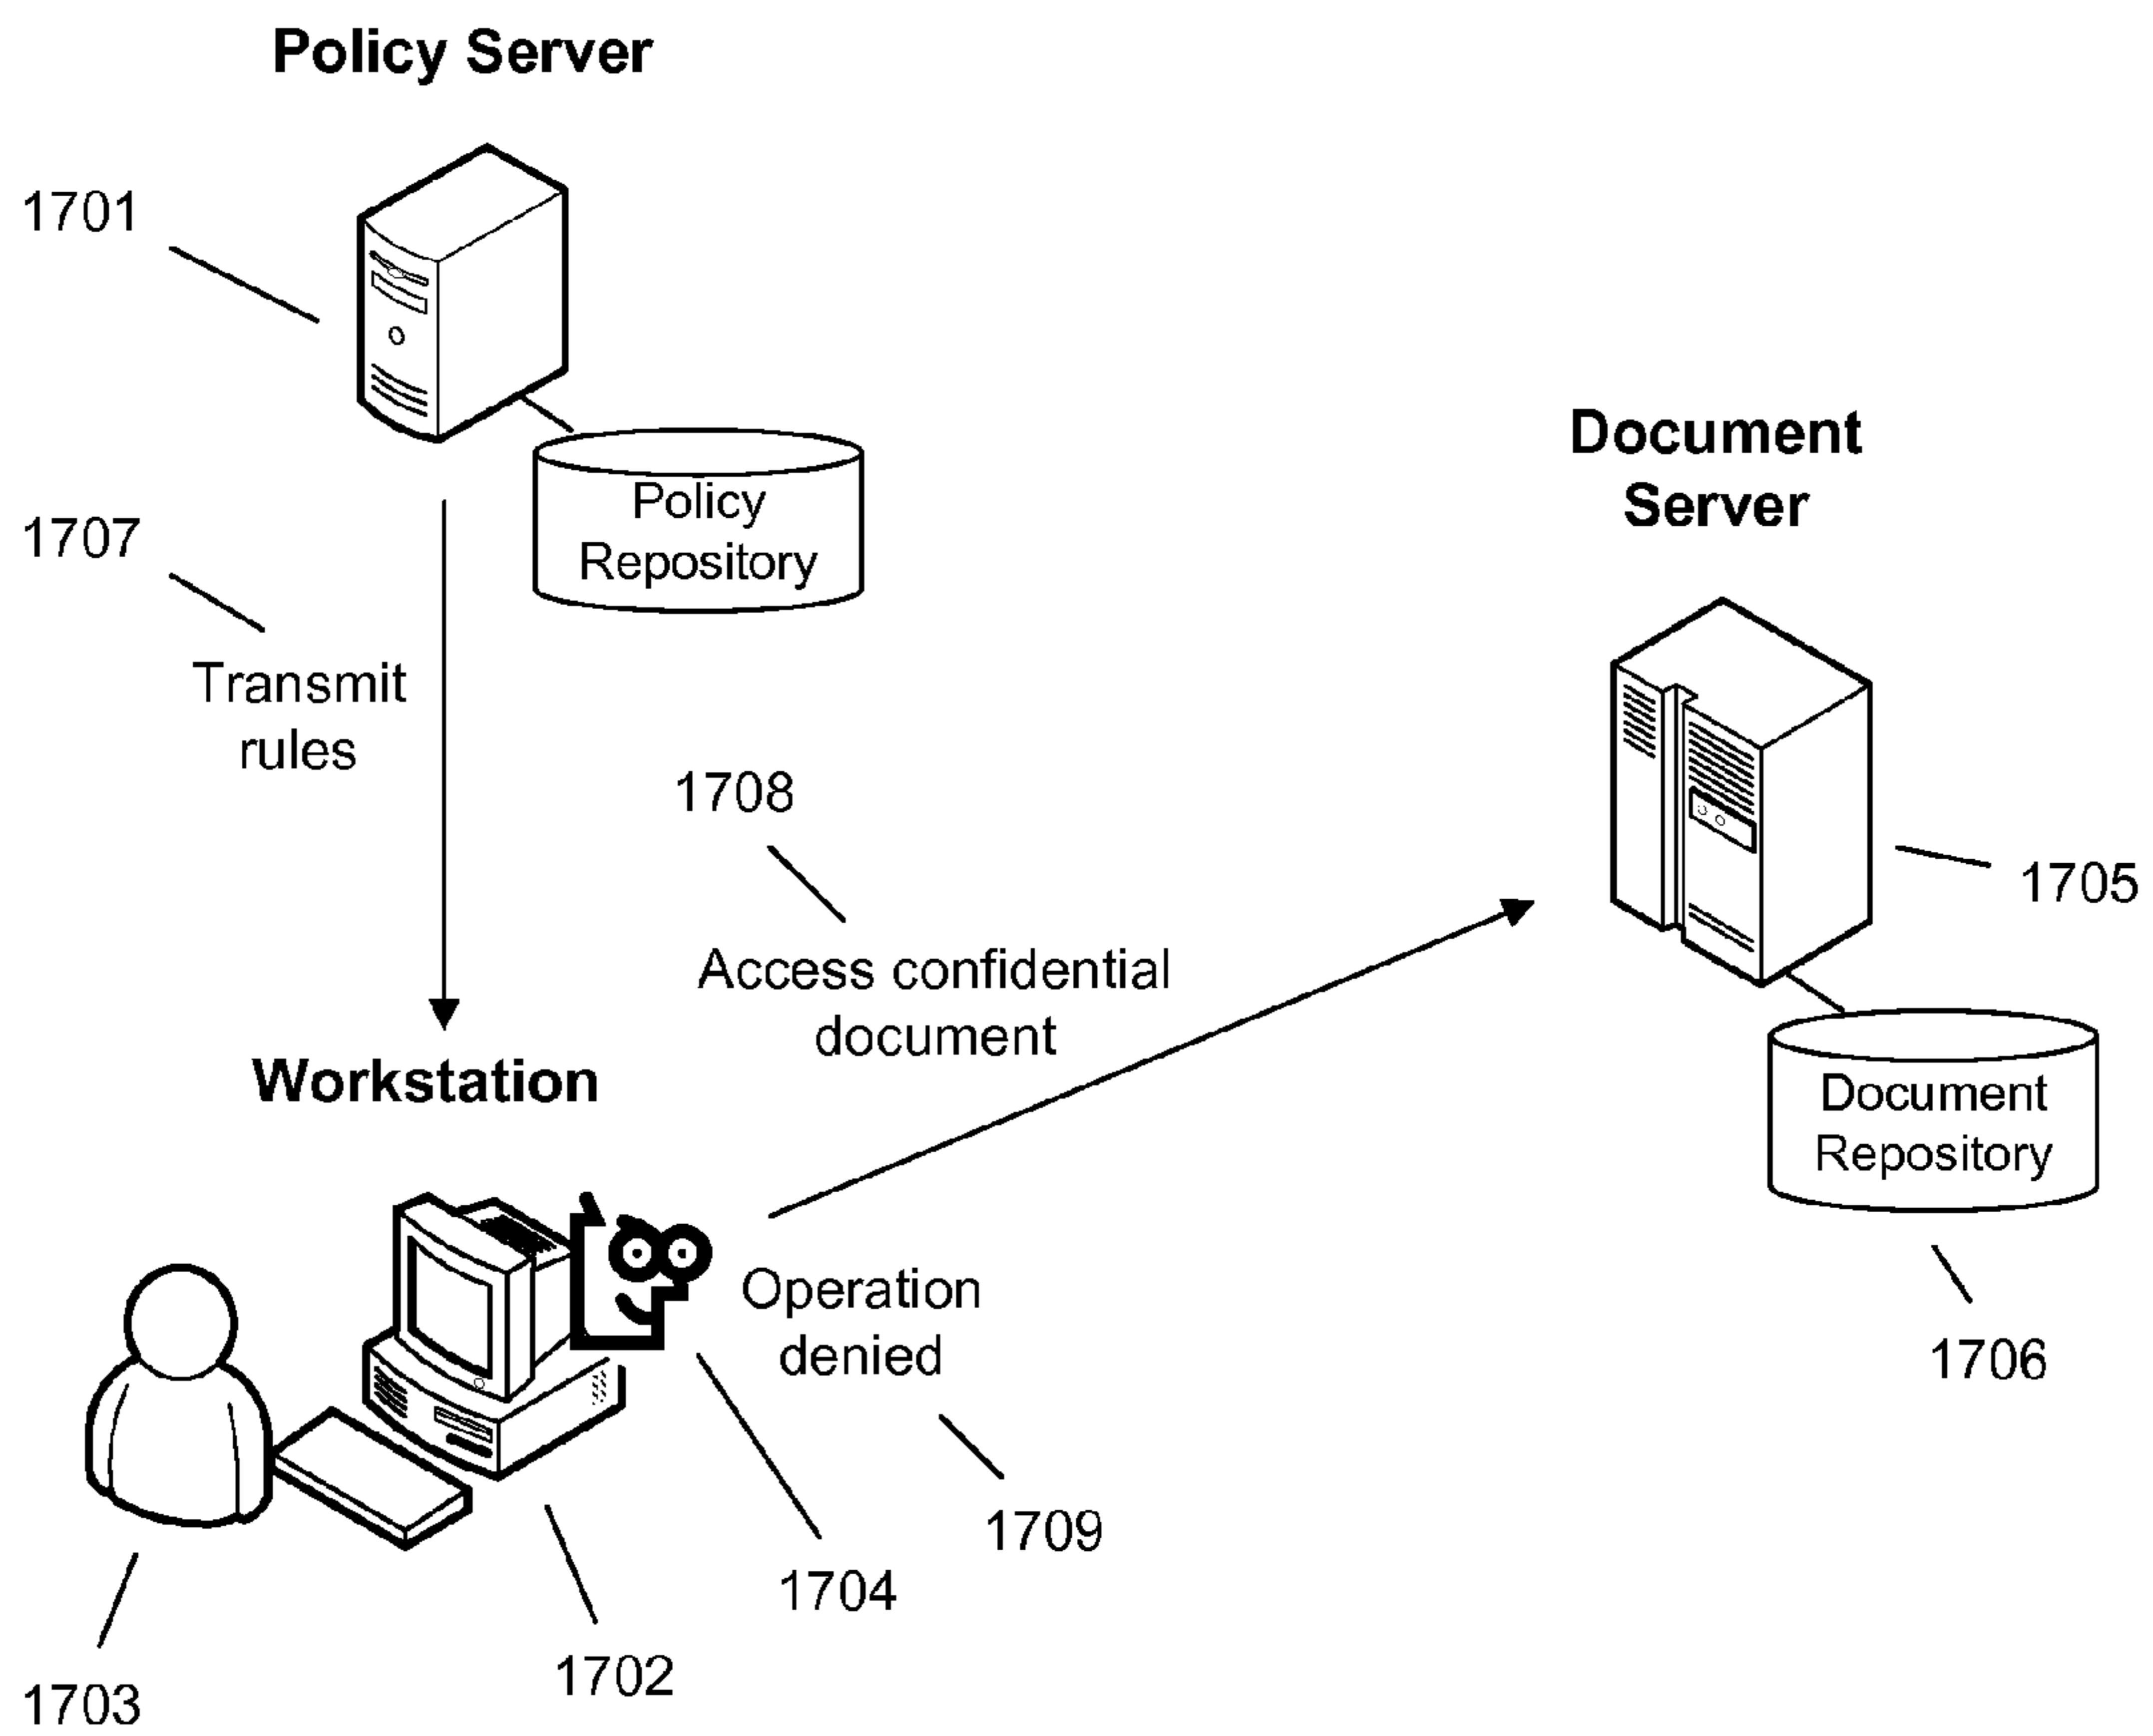 Policy Server
1701
Policy
Repository
1707
Transmit
rules
Document
Server
1708
1705
Access confidential
document
Workstation
Document
Repository
Operation
denied
1706
1709
1704
1702
1703